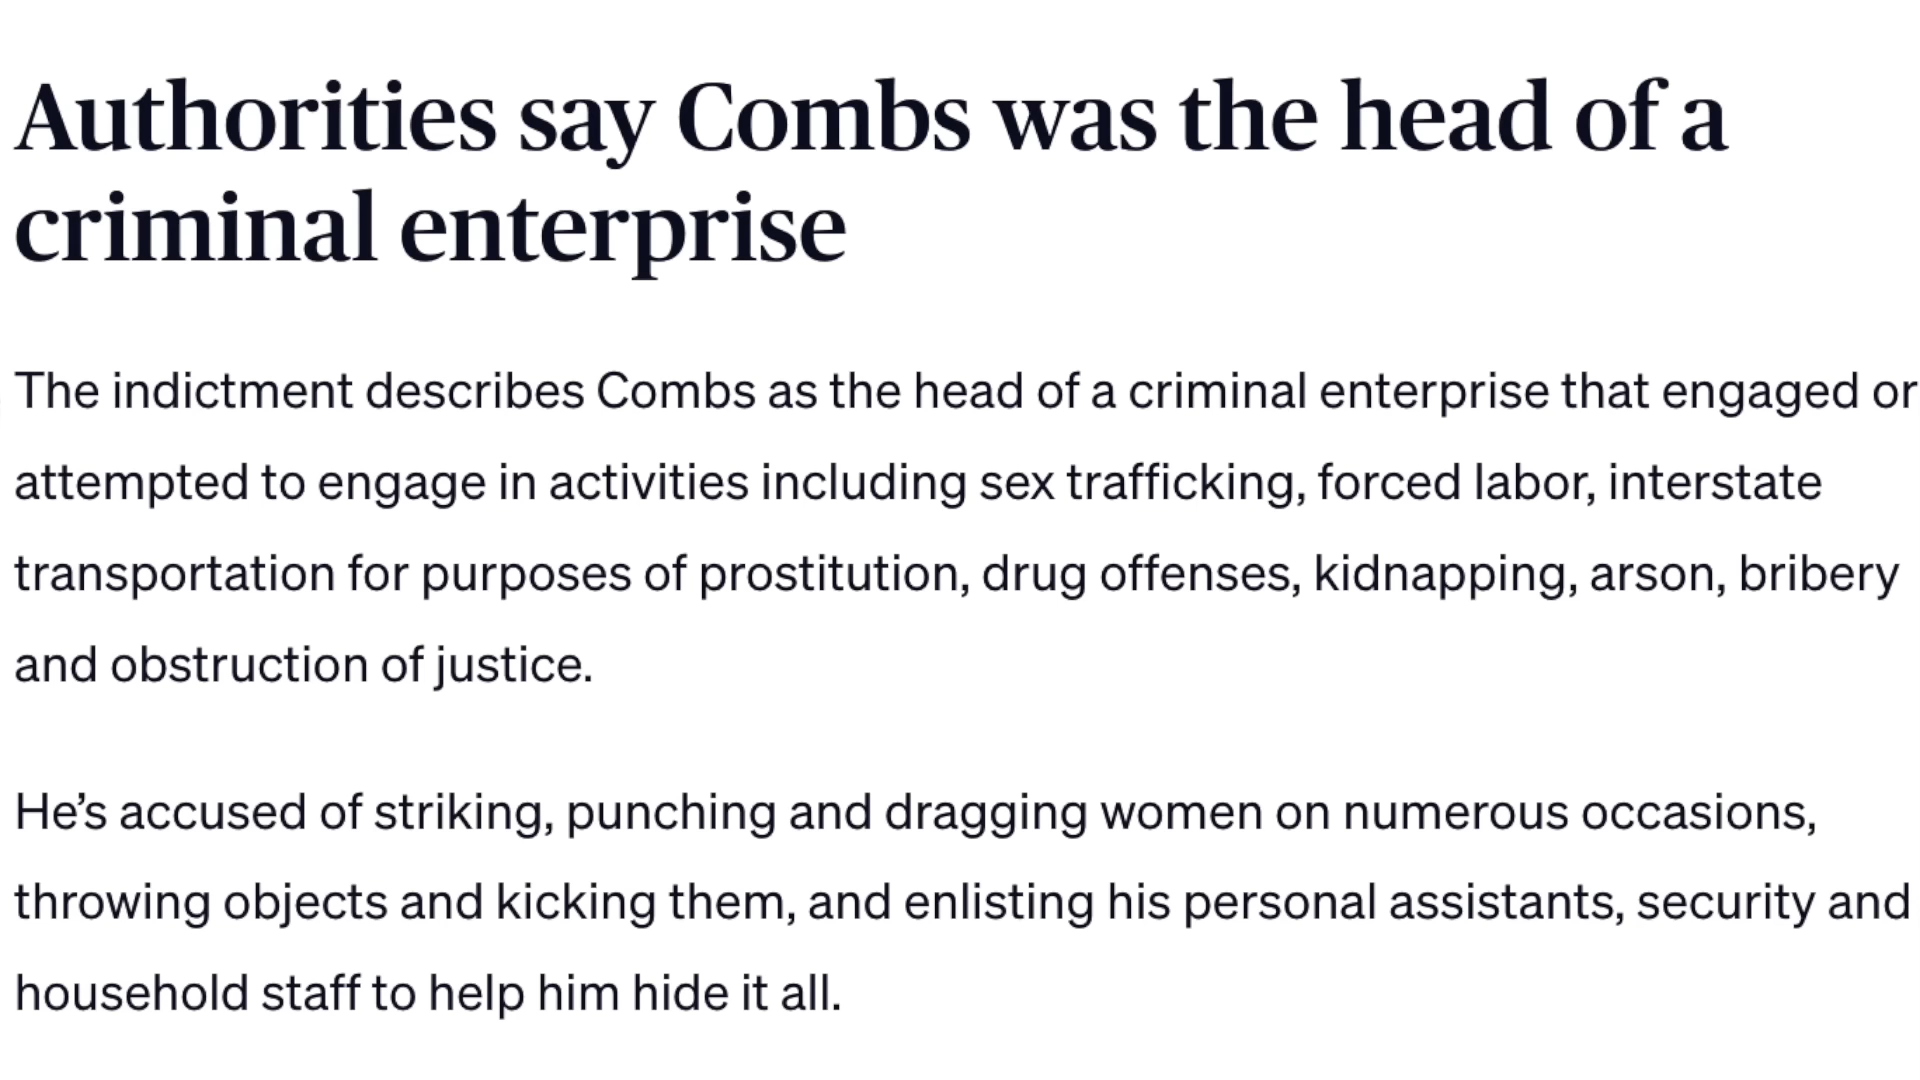 Authorities say Combs was the head of a
criminal enterprise
The indictment describes Combs as the head of a criminal enterprise that engaged or
attempted to engage in activities including sex trafficking, forced labor, interstate
transportation for purposes of prostitution, drug offenses, kidnapping, arson, bribery
and obstruction of justice.
He’s accused of striking, punching and dragging women on numerous occasions,
throwing objects and kicking them, and enlisting his personal assistants, security and
household staff to help him hide it all.